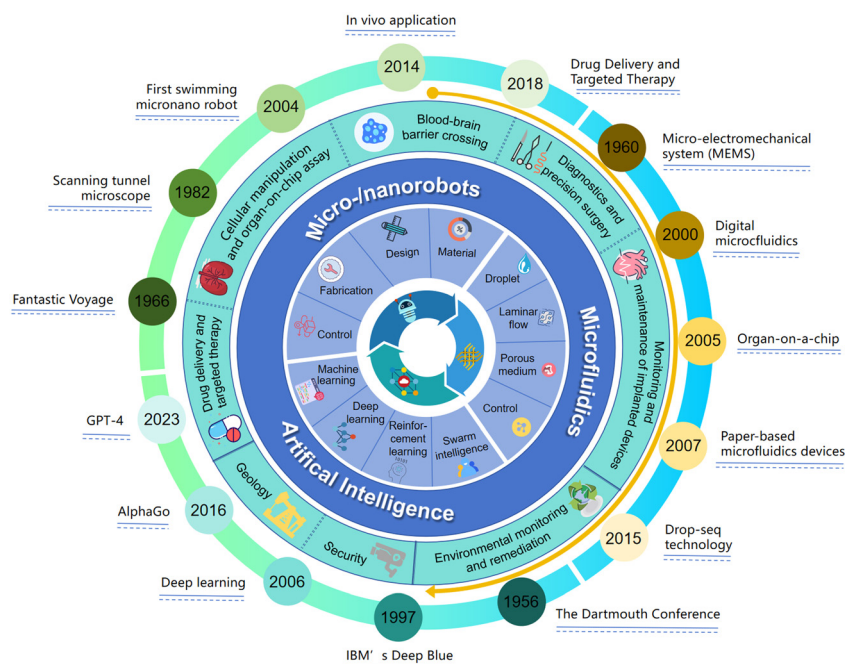 In vivo application
2014
2018
Drug Delivery and
Targeted Therapy
1960
Micro-electromechanical
system (MEMS)
2000
Digital
microfluidics
2005
Organ-on-a-chip
2007
Paper-based
microfluidics devices
2015
Drop-seq
technology
1956
The Dartmouth Conference
1997
IBM' s Deep Blue
2006
Deep learning
2016
AlphaGo
2023
GPT-4
1966
Fantastic Voyage
1982
Scanning tunnel
microscope
2004
First swimming
micronano robot
Blood-brain
barrier crossing
Diagnostics and
precision surgery
Monitoring and
maintenance of implanted devices
Environmental monitoring
and remediation
Security
Geology
Drug delivery and
targeted therapy
Cellular manipulation
and organ-on-chip assay
Micro-/nanorobots
Microfluidics
Artifical Intelligence
Design
Material
Droplet
Laminar
flow
Porous
medium
Control
Swarm
intelligence
Reinfor-
cement
learning
Deep
learning
Machine
learning
Control
Fabrication